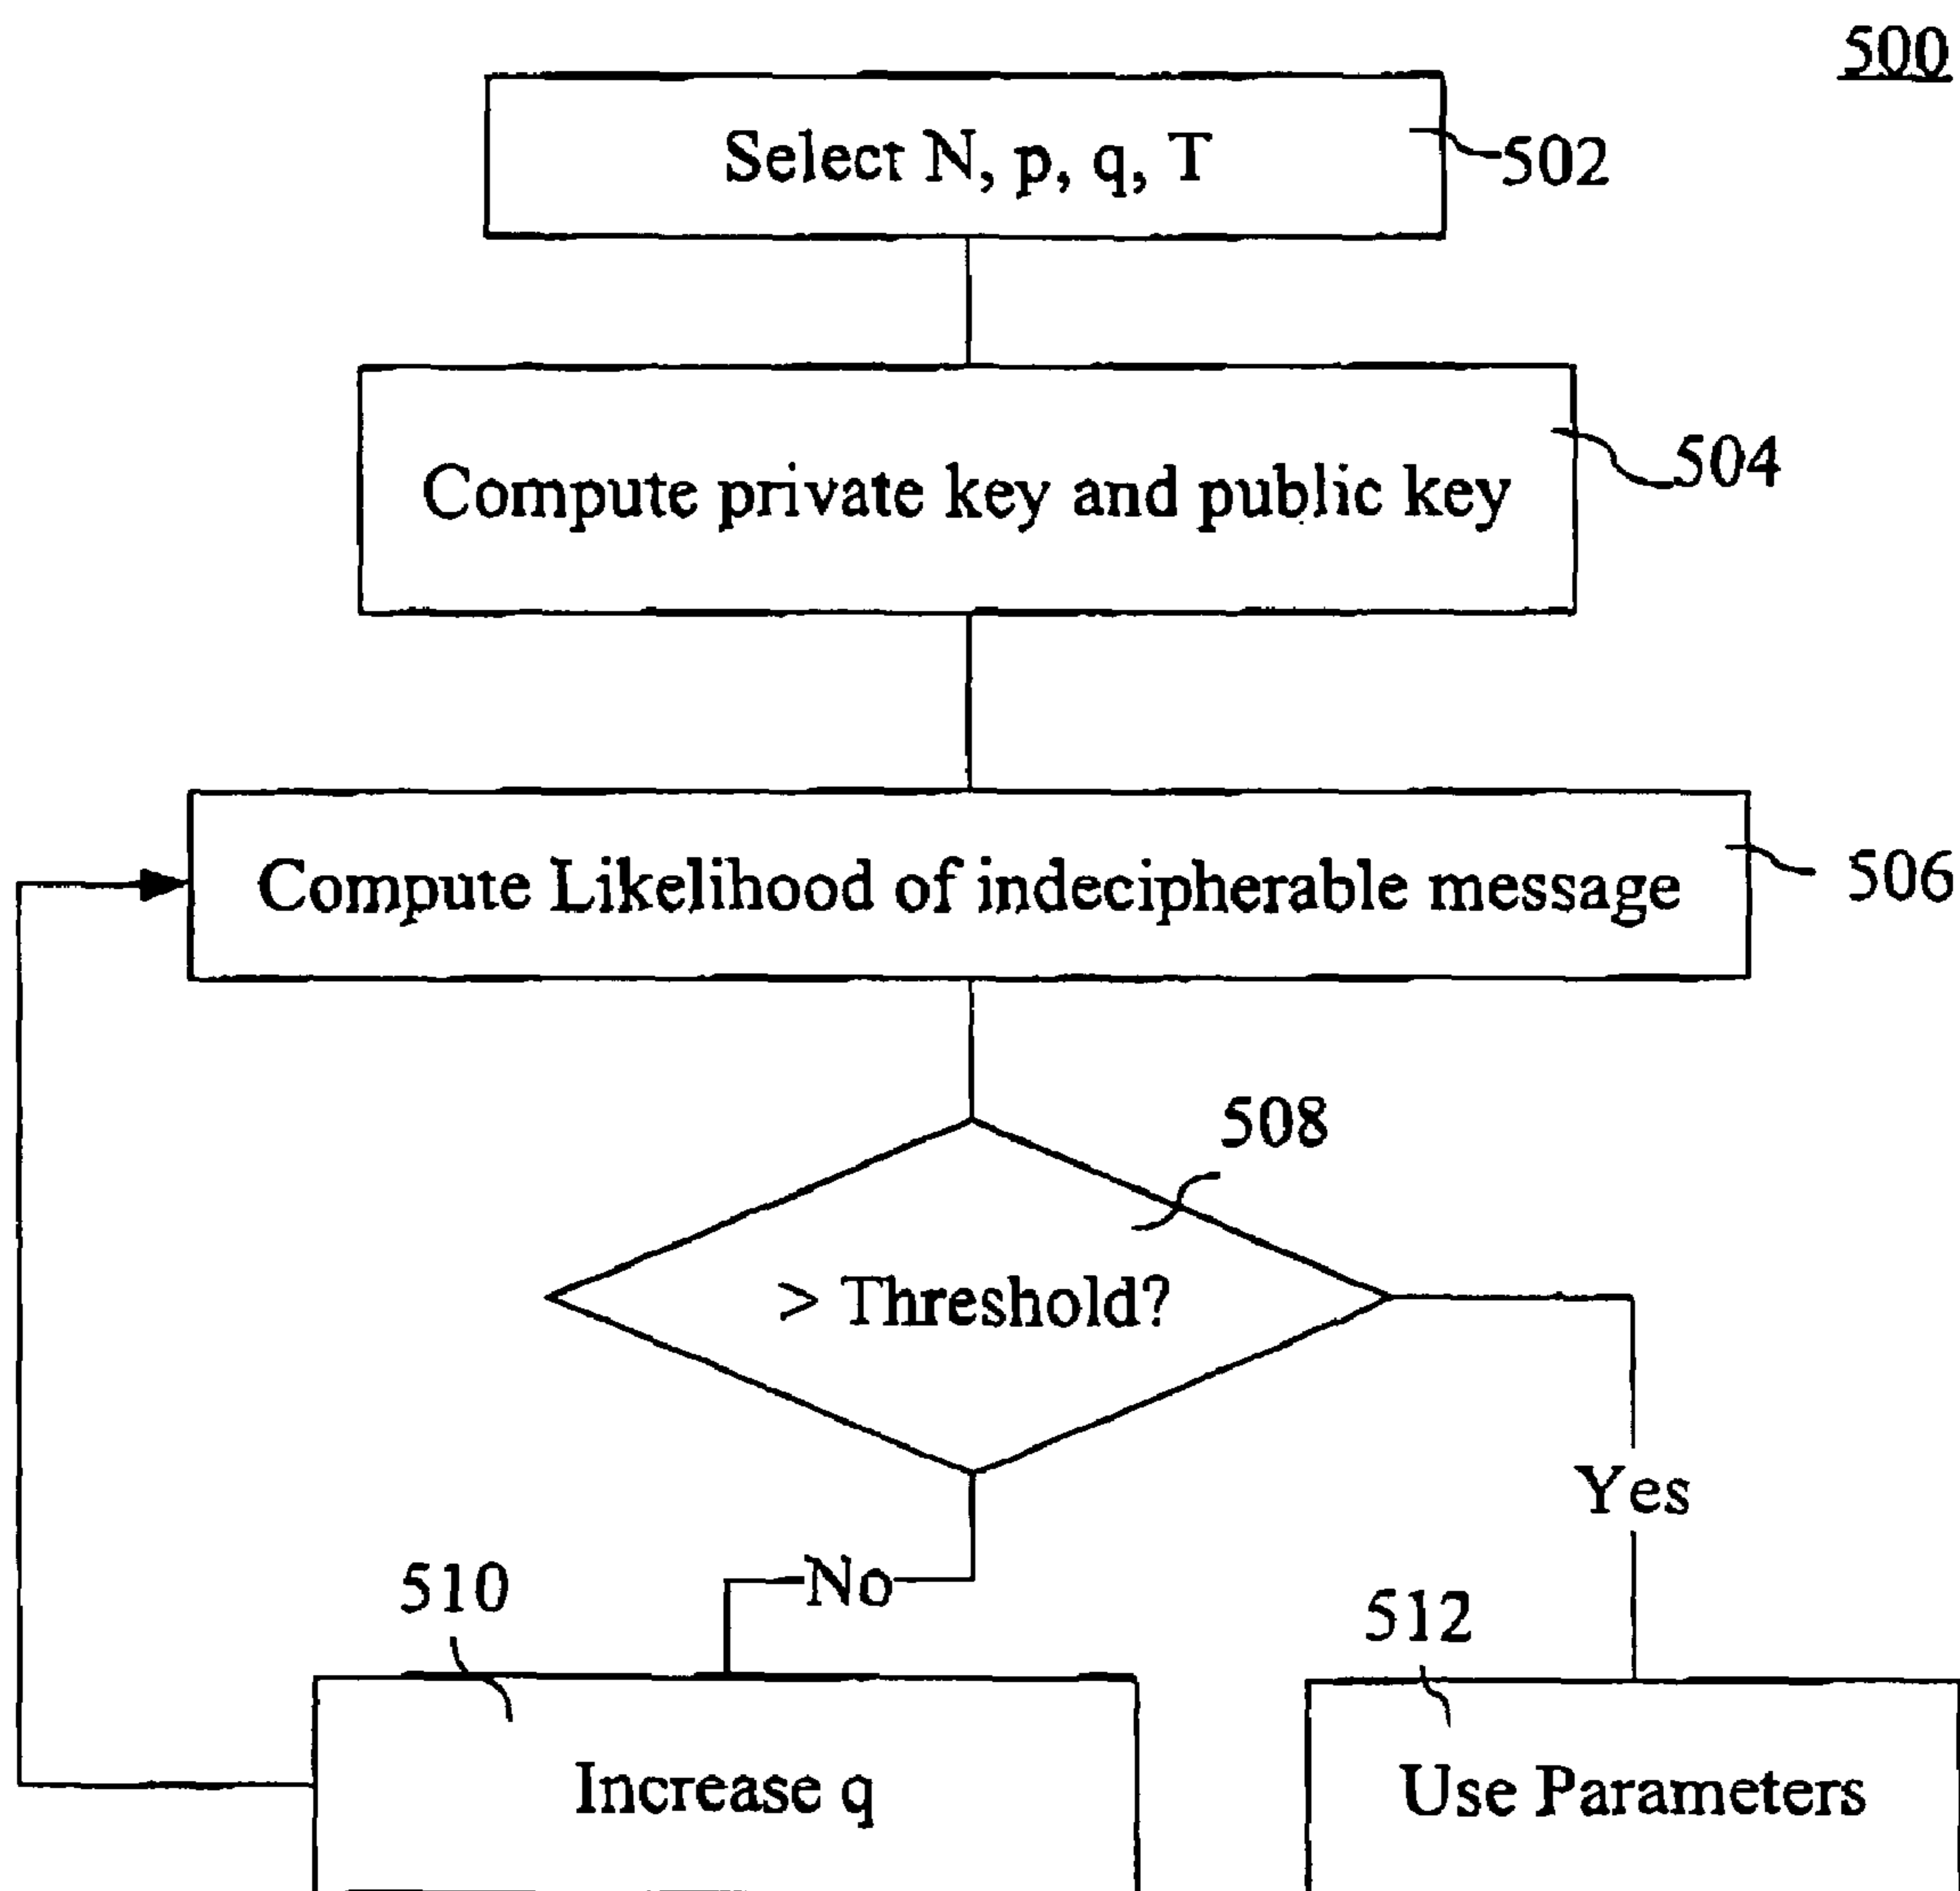 500
Select N, p, q, T
502
Compute private key and public key
504
Compute Likelihood of indecipherable message
506
508
> Threshold?
Yes
No
510
512
Increase q
Use Parameters